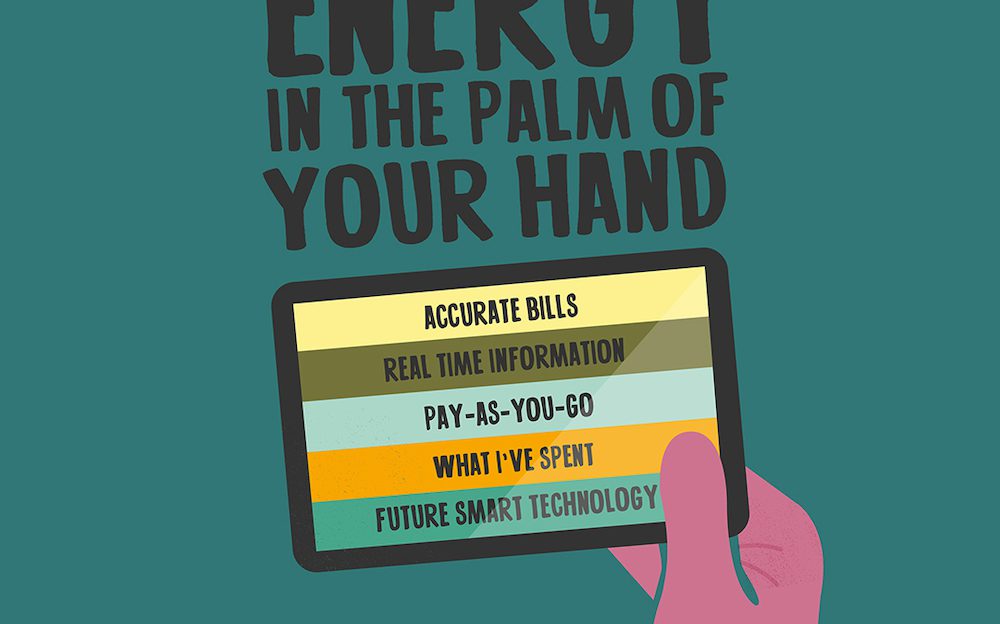 ENERGY
IN THE PALM OF
YOUR HAND
ACCURATE BILLS
REAL TIME INFORMATION
PAY-AS-YOU-GO
WHAT I'VE SPENT
FUTURE SMART TECHNOLOGY